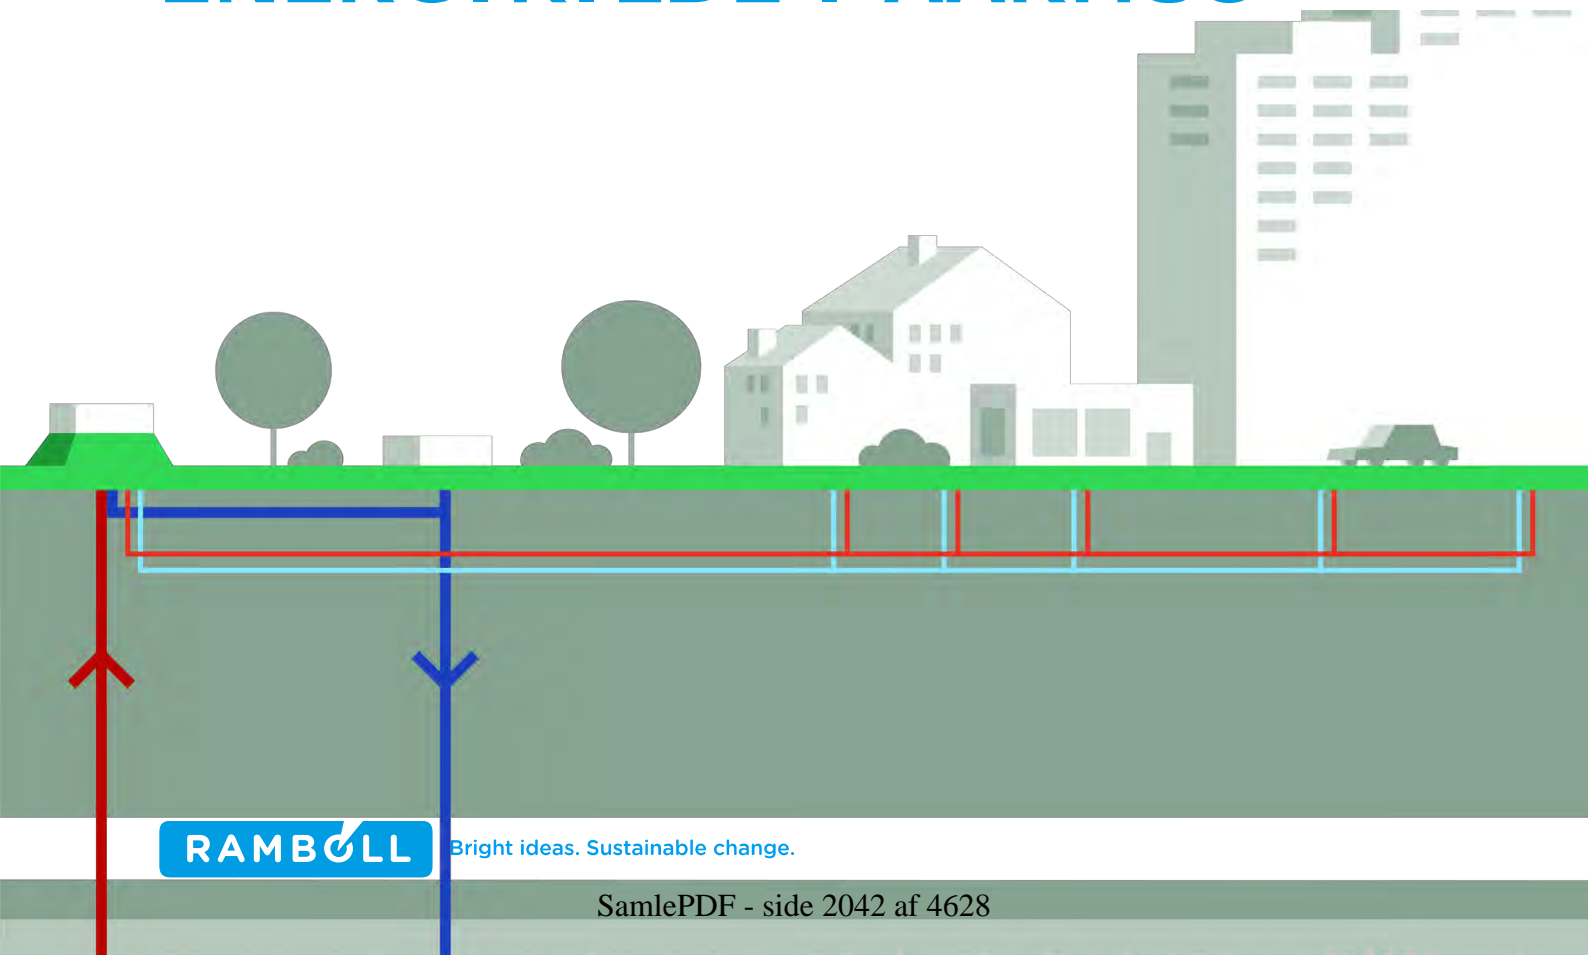 RAMBOLL Bright ideas. Sustainable change.
SamlePDF - side 2042 af 4628